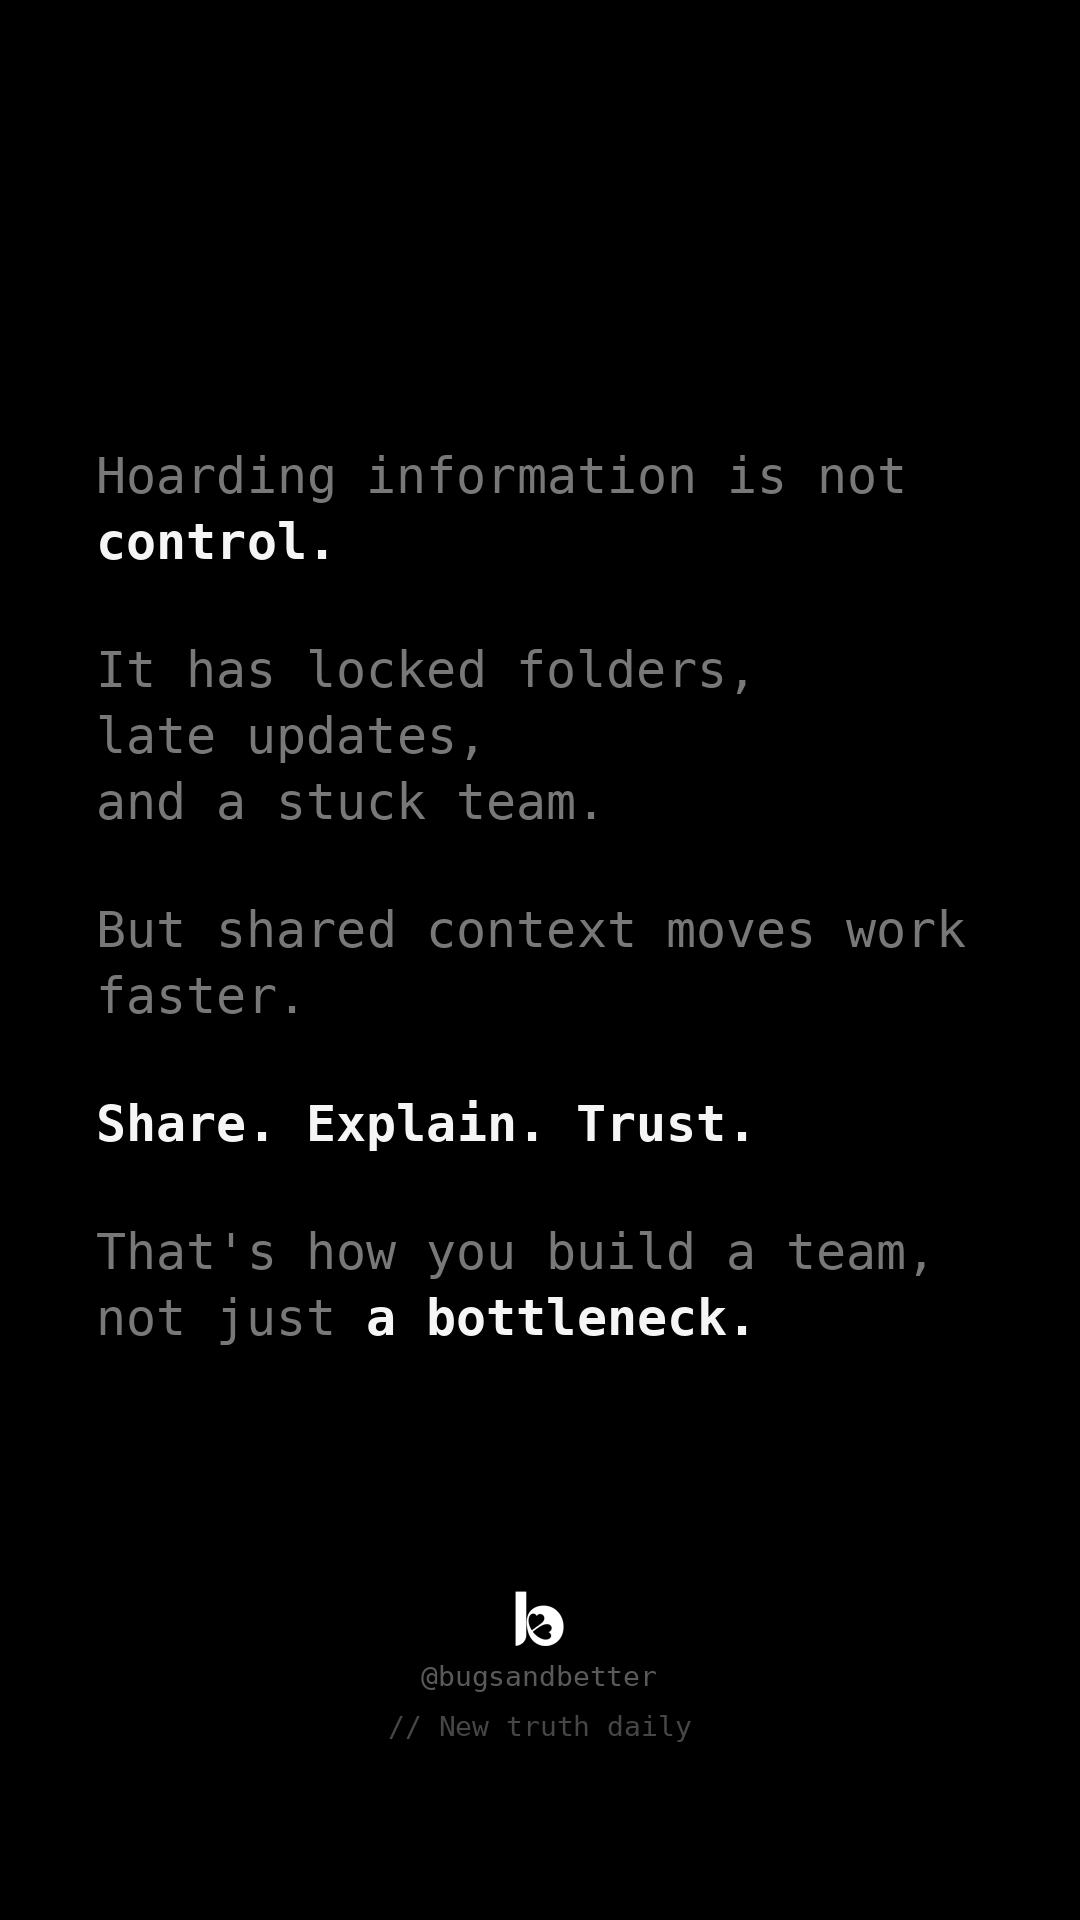 Hoarding information is not
control.
It has locked folders,
late updates,
and a stuck team.
But shared context moves work
faster.
Share. Explain. Trust.
That's how you build a team,
not just a bottleneck.
b
@bugsandbetter
// New truth daily